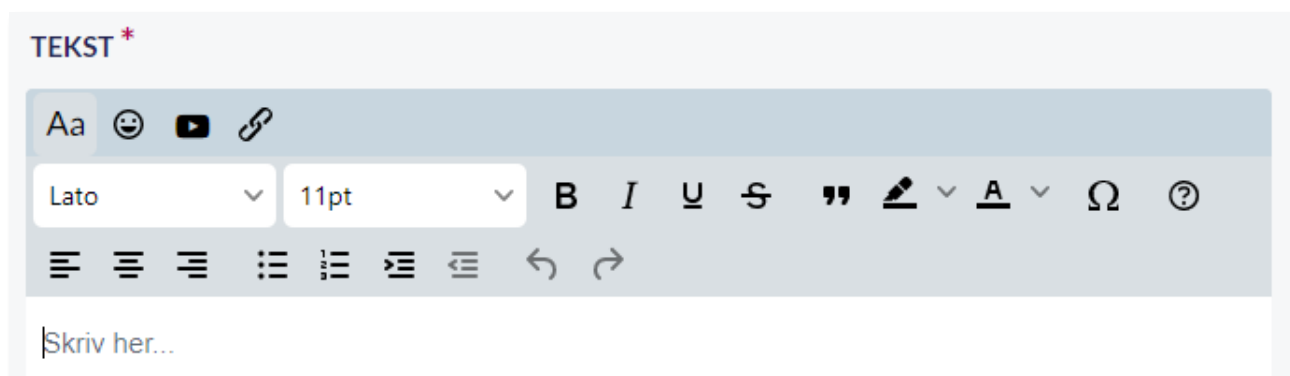 TEKST *
Aa
Lato 11pt B I U S A Ω
Skriv her...